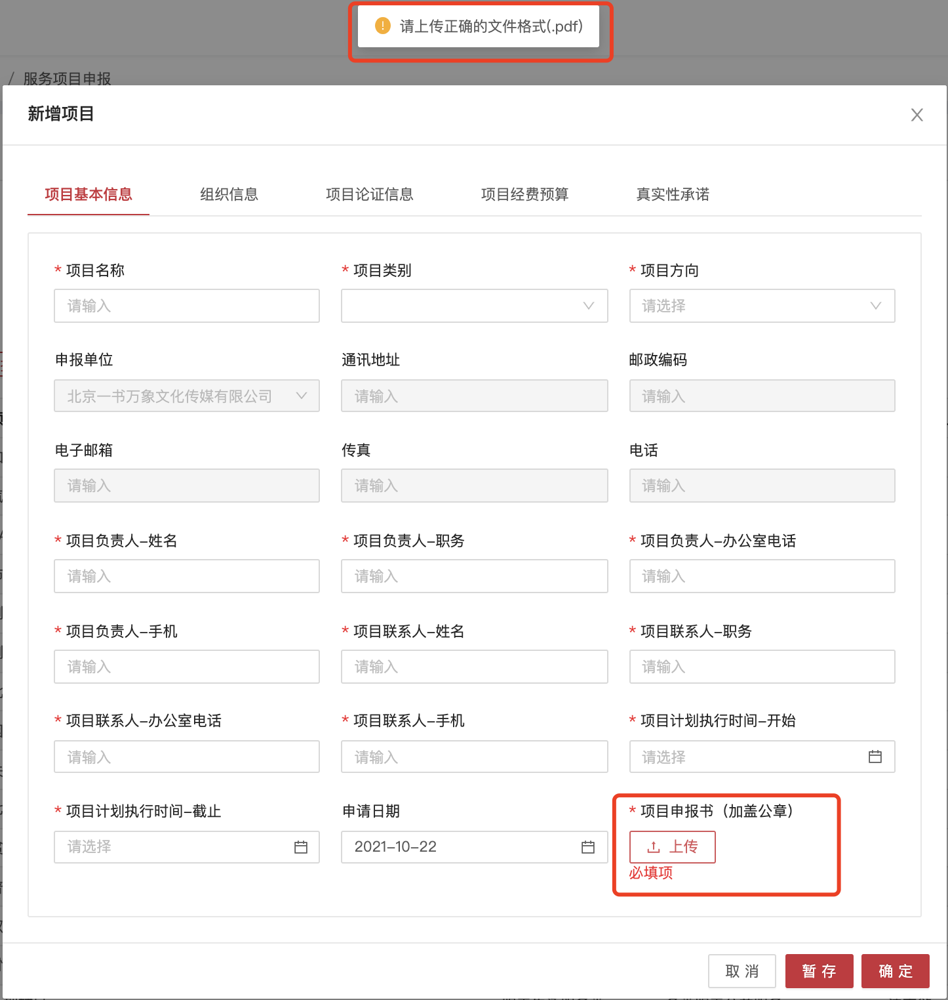 请上传正确的文件格式(.pdf)
/ 服务项目申报
新增项目
项目基本信息 组织信息 项目论证信息 项目经费预算 真实性承诺
* 项目名称 * 项目类别 * 项目方向
请输入 请选择
申报单位 通讯地址 邮政编码
北京一书万象文化传媒有限公司 请输入 请输入
电子邮箱 传真 电话
请输入 请输入 请输入
* 项目负责人-姓名 * 项目负责人-职务 * 项目负责人-办公室电话
请输入 请输入 请输入
* 项目负责人-手机 * 项目联系人-姓名 * 项目联系人-职务
请输入 请输入 请输入
* 项目联系人-办公室电话 * 项目联系人-手机 * 项目计划执行时间-开始
请输入 请输入 请选择
* 项目计划执行时间-截止 申请日期 * 项目申报书（加盖公章）
请选择 2021-10-22 上传
必填项
取 消 暂 存 确 定